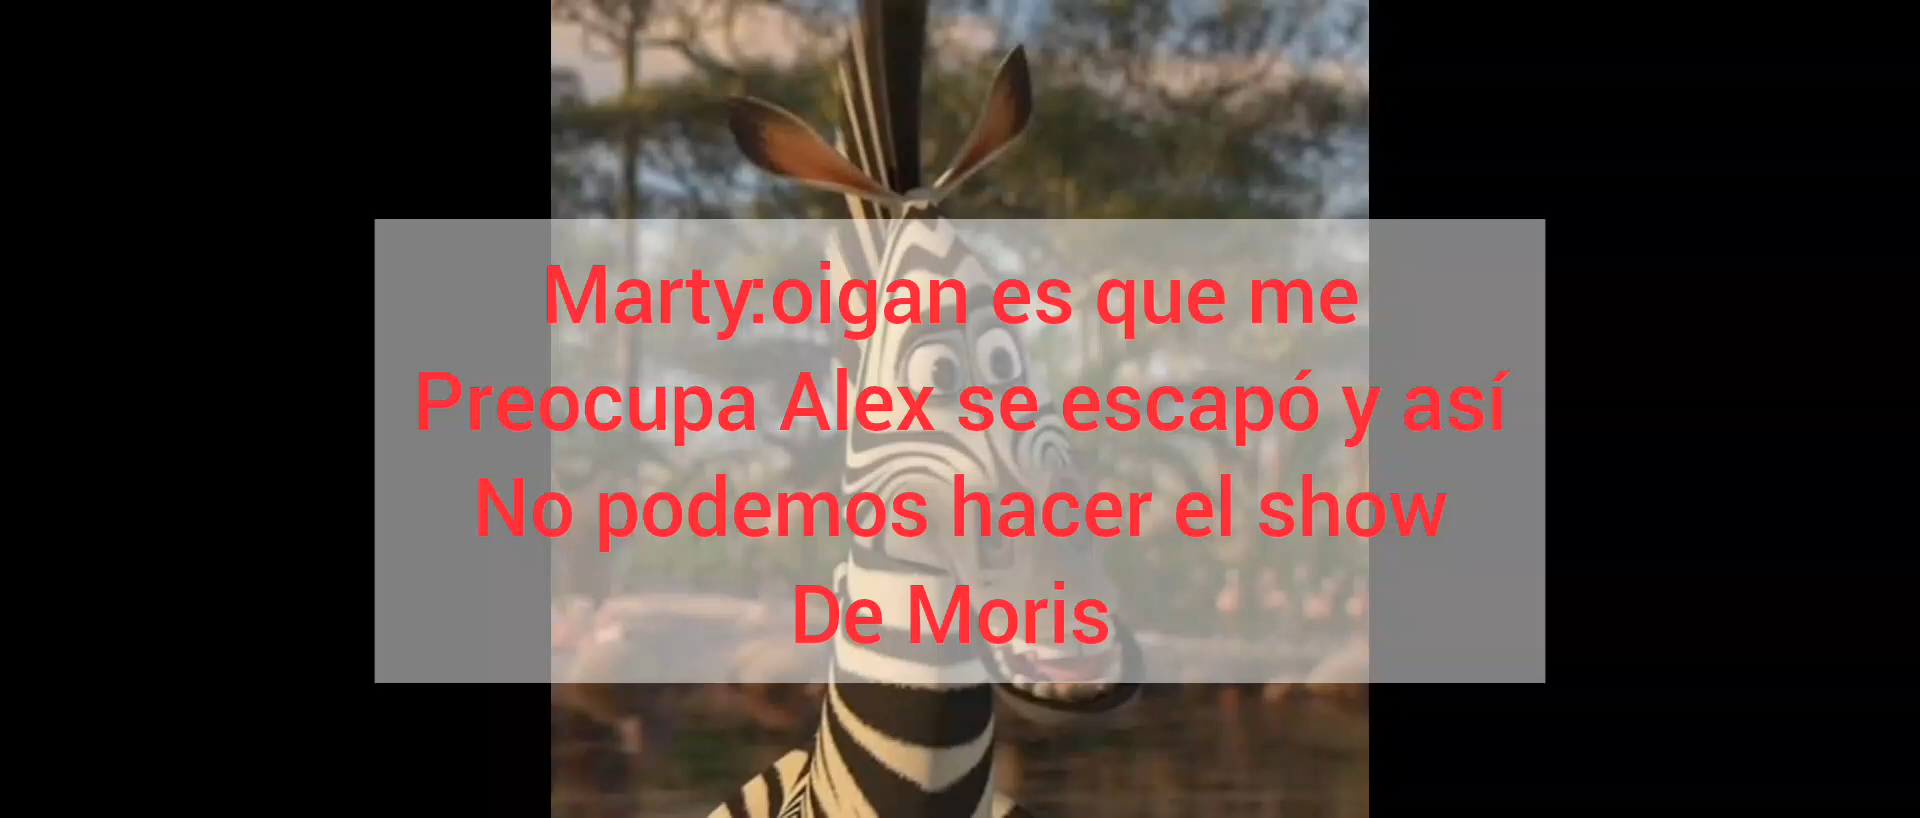 Marty:oigan es que me
Preocupa Alex se escapó y así
No podemos hacer el show
De Moris